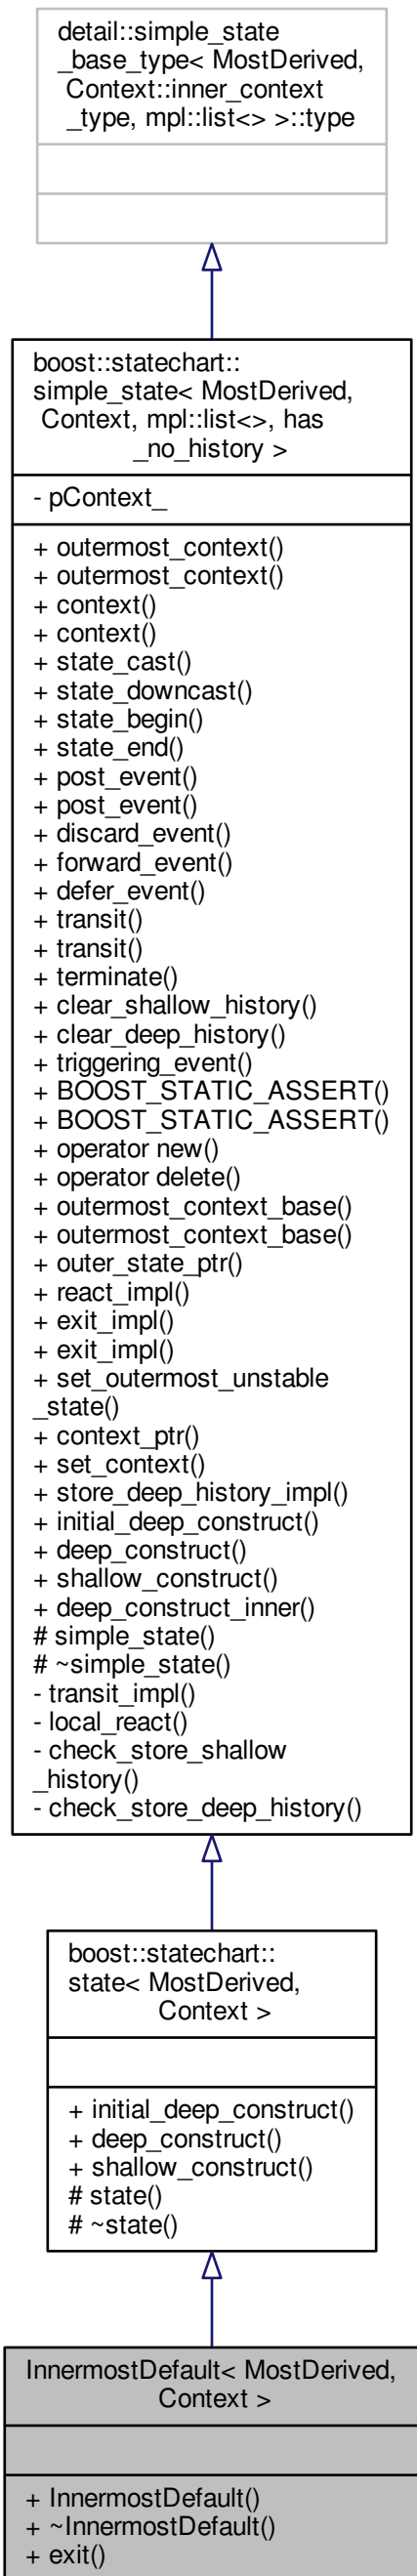 detail::simple_state
_base_type< MostDerived,
Context::inner_context
_type, mpl::list<> >::type
boost::statechart::
simple_state< MostDerived,
Context, mpl::list<>, has
_no_history >
- pContext_
+ outermost_context()
+ outermost_context()
+ context()
+ context()
+ state_cast()
+ state_downcast()
+ state_begin()
+ state_end()
+ post_event()
+ post_event()
+ discard_event()
+ forward_event()
+ defer_event()
+ transit()
+ transit()
+ terminate()
+ clear_shallow_history()
+ clear_deep_history()
+ triggering_event()
+ BOOST_STATIC_ASSERT()
+ BOOST_STATIC_ASSERT()
+ operator new()
+ operator delete()
+ outermost_context_base()
+ outermost_context_base()
+ outer_state_ptr()
+ react_impl()
+ exit_impl()
+ exit_impl()
+ set_outermost_unstable
_state()
+ context_ptr()
+ set_context()
+ store_deep_history_impl()
+ initial_deep_construct()
+ deep_construct()
+ shallow_construct()
+ deep_construct_inner()
# simple_state()
# ~simple_state()
- transit_impl()
- local_react()
- check_store_shallow
_history()
- check_store_deep_history()
boost::statechart::
state< MostDerived,
Context >
+ initial_deep_construct()
+ deep_construct()
+ shallow_construct()
# state()
# ~state()
InnermostDefault< MostDerived,
Context >
+ InnermostDefault()
+ ~InnermostDefault()
+ exit()